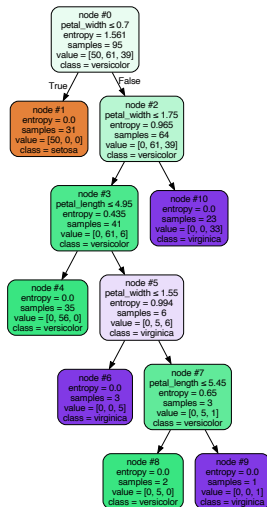 node #0
petal_width ≤ 0.7
entropy = 1.561
samples = 95
value = [50, 61, 39]
class = versicolor
True
False
node #1
entropy = 0.0
samples = 31
value = [50, 0, 0]
class = setosa
node #2
petal_width ≤ 1.75
entropy = 0.965
samples = 64
value = [0, 61, 39]
class = versicolor
node #3
petal_length ≤ 4.95
entropy = 0.435
samples = 41
value = [0, 61, 6]
class = versicolor
node #10
entropy = 0.0
samples = 23
value = [0, 0, 33]
class = virginica
node #4
entropy = 0.0
samples = 35
value = [0, 56, 0]
class = versicolor
node #5
petal_width ≤ 1.55
entropy = 0.994
samples = 6
value = [0, 5, 6]
class = virginica
node #6
entropy = 0.0
samples = 3
value = [0, 0, 5]
class = virginica
node #7
petal_length ≤ 5.45
entropy = 0.65
samples = 3
value = [0, 5, 1]
class = versicolor
node #8
entropy = 0.0
samples = 2
value = [0, 5, 0]
class = versicolor
node #9
entropy = 0.0
samples = 1
value = [0, 0, 1]
class = virginica